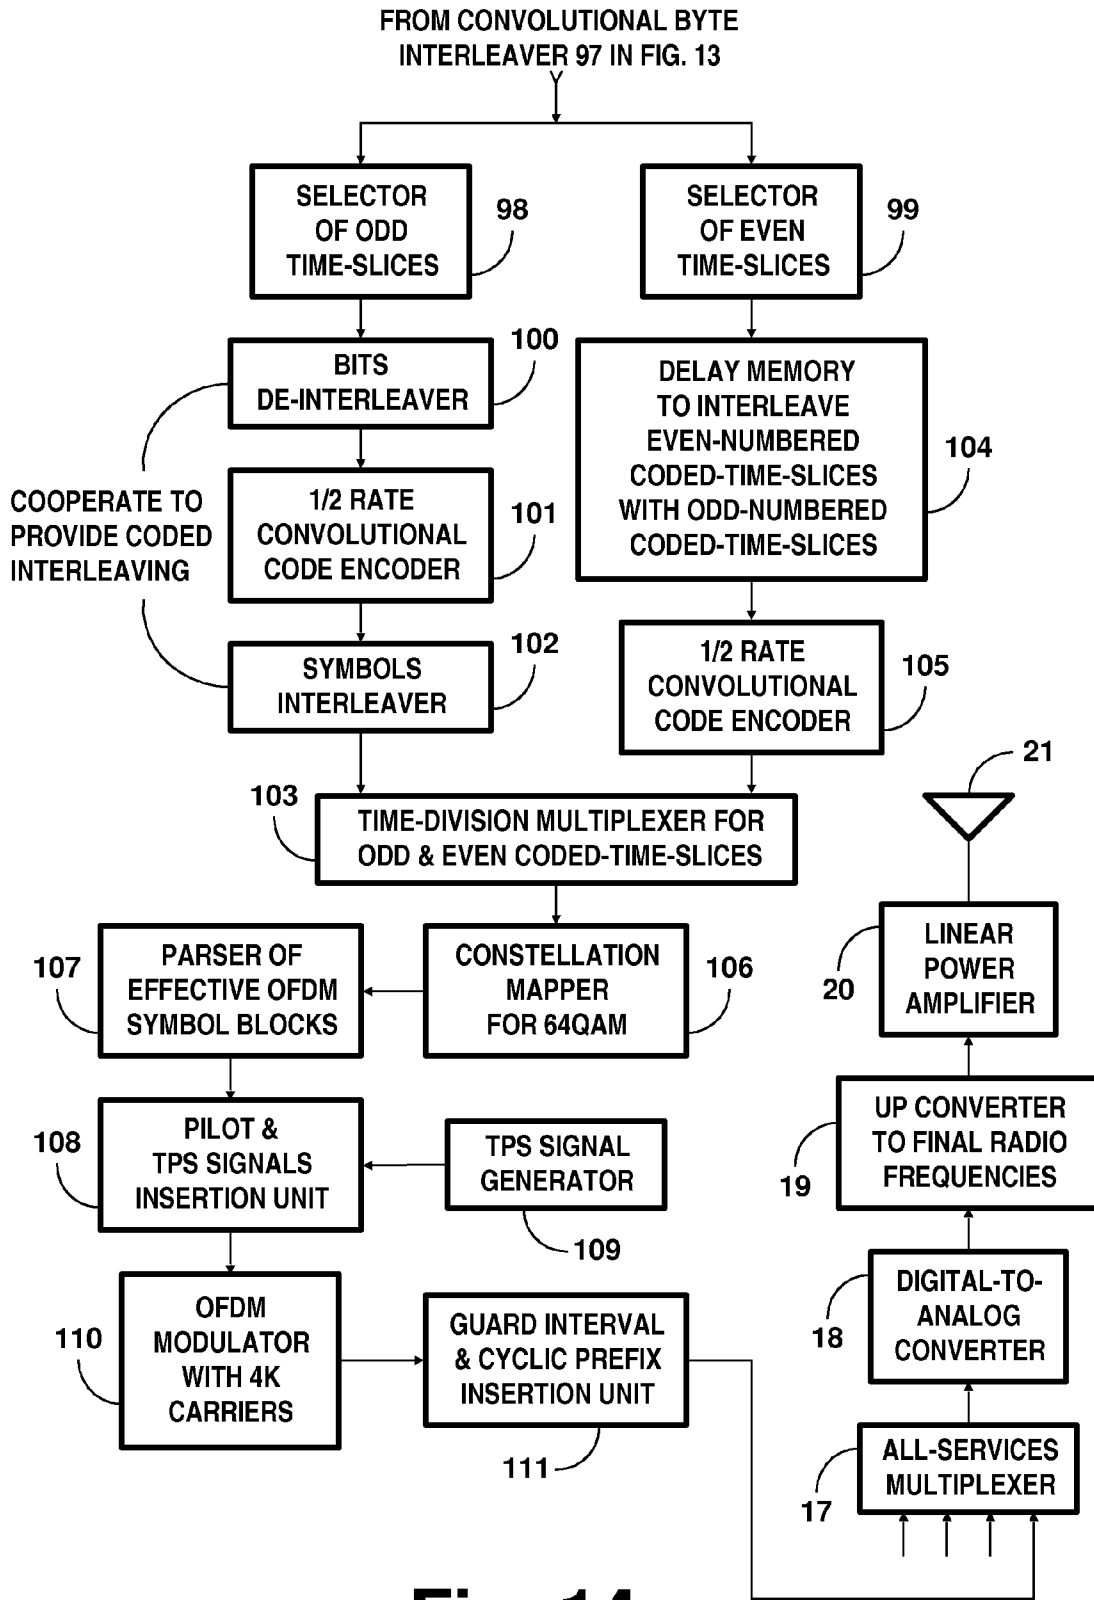 FROM CONVOLUTIONAL BYTE
INTERLEAVER 97 IN FIG. 13
SELECTOR
OF ODD
TIME-SLICES
98
SELECTOR
OF EVEN
TIME-SLICES
99
BITS
DE-INTERLEAVER
100
DELAY MEMORY
TO INTERLEAVE
EVEN-NUMBERED
CODED-TIME-SLICES
WITH ODD-NUMBERED
CODED-TIME-SLICES
104
COOPERATE TO
PROVIDE CODED
INTERLEAVING
1/2 RATE
CONVOLUTIONAL
CODE ENCODER
101
SYMBOLS
INTERLEAVER
102
1/2 RATE
CONVOLUTIONAL
CODE ENCODER
105
103
TIME-DIVISION MULTIPLEXER FOR
ODD & EVEN CODED-TIME-SLICES
21
107
PARSER OF
EFFECTIVE OFDM
SYMBOL BLOCKS
CONSTELLATION
MAPPER
FOR 64QAM
106
20
LINEAR
POWER
AMPLIFIER
108
PILOT &
TPS SIGNALS
INSERTION UNIT
TPS SIGNAL
GENERATOR
109
19
UP CONVERTER
TO FINAL RADIO
FREQUENCIES
110
OFDM
MODULATOR
WITH 4K
CARRIERS
GUARD INTERVAL
& CYCLIC PREFIX
INSERTION UNIT
111
18
DIGITAL-TO-
ANALOG
CONVERTER
17
ALL-SERVICES
MULTIPLEXER